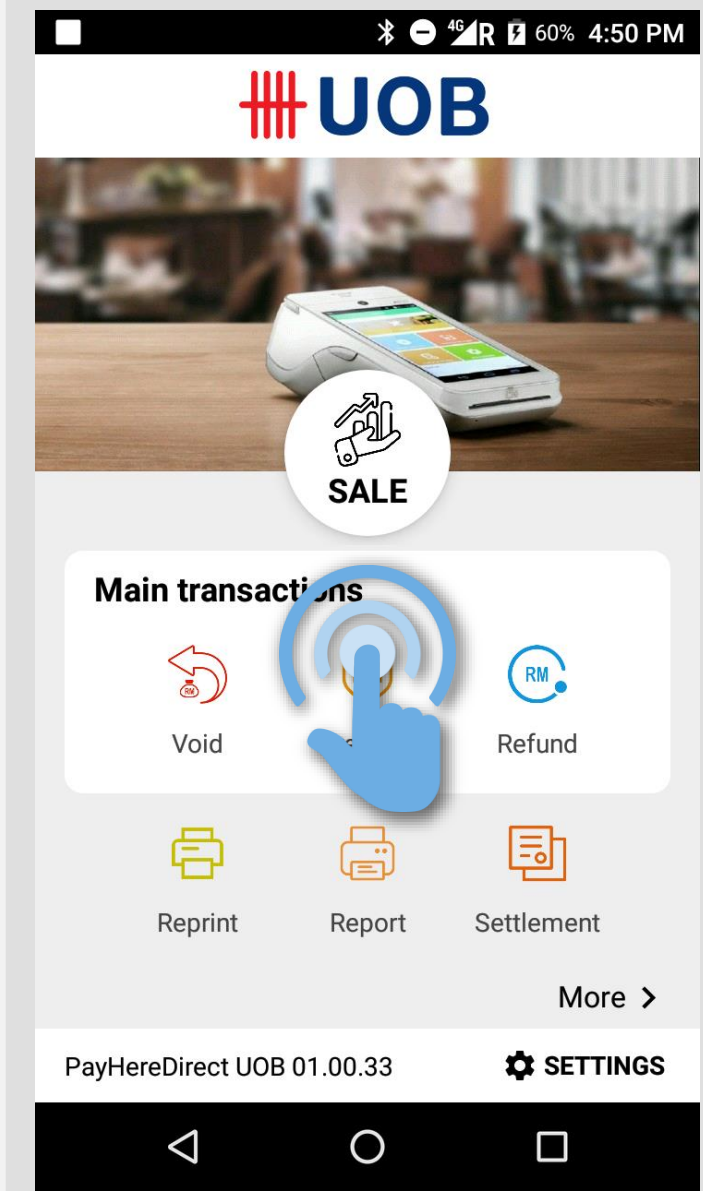 4G R 60% 4:50 PM
UOB
SALE
Main transactions
RM RM
Void Refund
Reprint Report Settlement
More
PayHereDirect UOB 01.00.33 SETTINGS